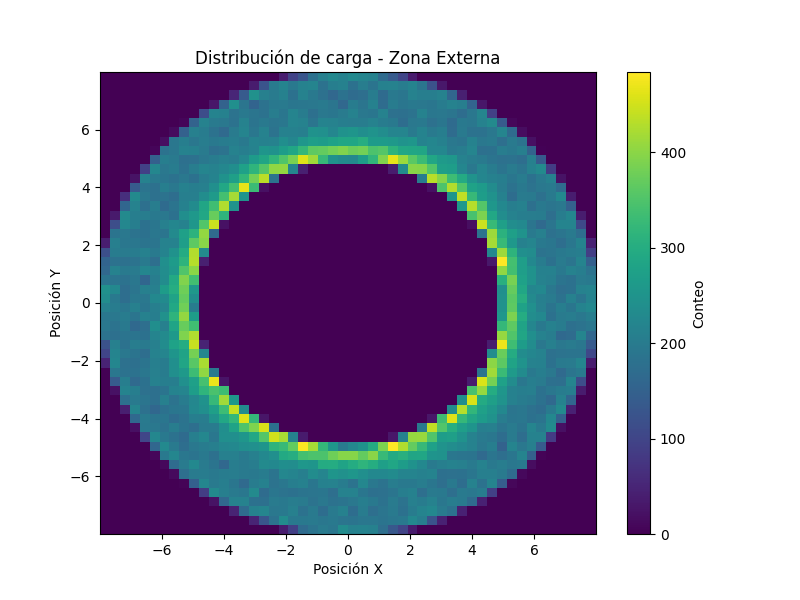 Distribución de carga - Zona Externa
6
4
2
0
−2
−4
−6
Posición Y
−6 −4 −2 0 2 4 6
Posición X
400
300
200
100
0
Conteo